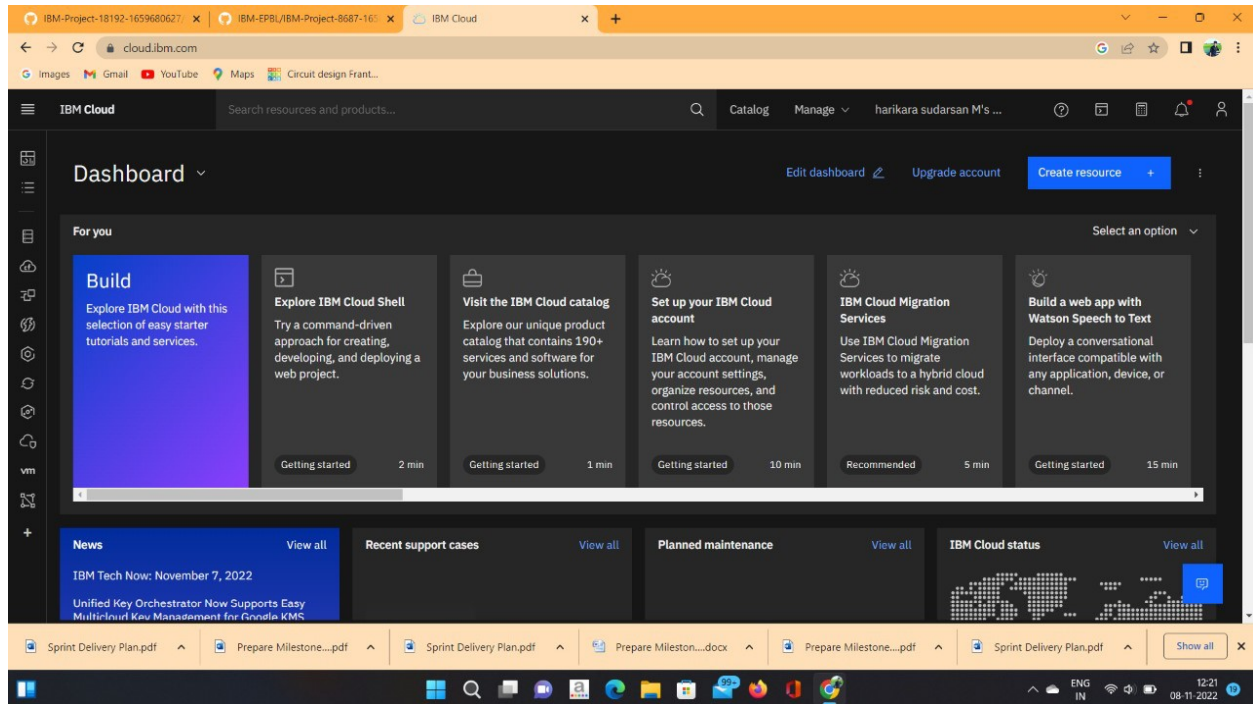 IBM-Project-18192-1659680627/
IBM-EPBL/IBM-Project-8687-165
IBM Cloud
cloud.ibm.com
Images
Gmail
YouTube
Maps
Circuit design Frant...
IBM Cloud
Search resources and products...
Catalog
Manage
harikara sudarsan M's ...
Dashboard
Edit dashboard
Upgrade account
Create resource +
For you
Select an option
Build
Explore IBM Cloud with this
selection of easy starter
tutorials and services.
Explore IBM Cloud Shell
Try a command-driven
approach for creating,
developing, and deploying a
web project.
Getting started
2 min
Visit the IBM Cloud catalog
Explore our unique product
catalog that contains 190+
services and software for
your business solutions.
Getting started
1 min
Set up your IBM Cloud
account
Learn how to set up your
IBM Cloud account, manage
your account settings,
organize resources, and
control access to those
resources.
Getting started
10 min
IBM Cloud Migration
Services
Use IBM Cloud Migration
Services to migrate
workloads to a hybrid cloud
with reduced risk and cost.
Recommended
5 min
Build a web app with
Watson Speech to Text
Deploy a conversational
interface compatible with
any application, device, or
channel.
Getting started
15 min
vm
News
View all
IBM Tech Now: November 7, 2022
Unified Key Orchestrator Now Supports Easy
Multicloud Key Management for Google KMS
Recent support cases
View all
Planned maintenance
View all
IBM Cloud status
View all
Sprint Delivery Plan.pdf
Prepare Milestone....pdf
Sprint Delivery Plan.pdf
Prepare Mileston....docx
Prepare Milestone....pdf
Sprint Delivery Plan.pdf
Show all
99+
ENG
IN
12:21
08-11-2022
19